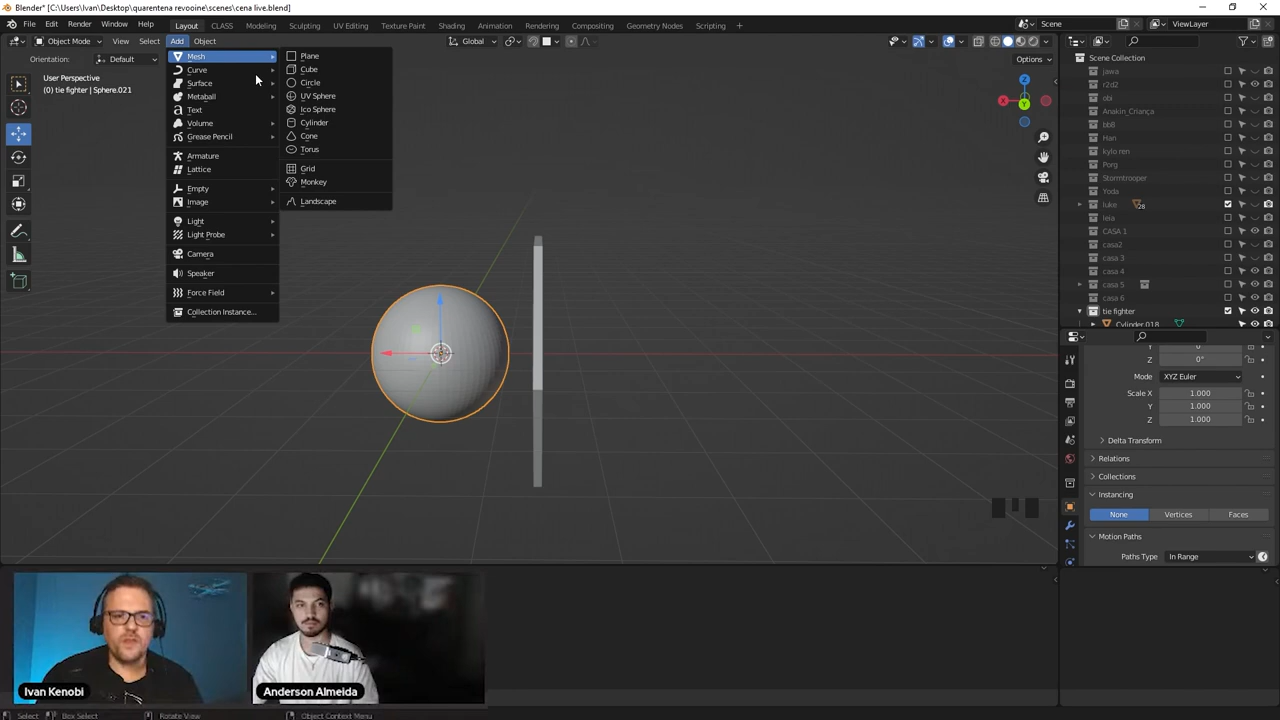 Blender* [C:\Users\Ivan\Desktop\quarentena revooine\scenes\cena live.blend]
File Edit Render Window Help Layout CLASS Modeling Sculpting UV Editing Texture Paint Shading Animation Rendering Compositing Geometry Nodes Scripting Scene ViewLayer
Object Mode View Select Add Object Global
Orientation: Default Options
User Perspective
(0) tie fighter | Sphere.021
Mesh
Curve
Surface
Metaball
Text
Volume
Grease Pencil
Armature
Lattice
Empty
Image
Light
Light Probe
Camera
Speaker
Force Field
Collection Instance...
Plane
Cube
Circle
UV Sphere
Ico Sphere
Cylinder
Cone
Torus
Grid
Monkey
Landscape
X Y Z
Scene Collection
jawa
r2d2
obi
Anakin_Criança
bb8
Han
kylo ren
Porg
Stormtrooper
Yoda
luke 28
leia
CASA 1
casa2
casa 3
casa 4
casa 5
casa 6
tie fighter
Cylinder.018
Z 0°
Mode XYZ Euler
Scale X 1.000
Y 1.000
Z 1.000
Delta Transform
Relations
Collections
Instancing
None Vertices Faces
Motion Paths
Paths Type In Range
Ivan Kenobi
Anderson Almeida
Select Box Select Rotate View Object Context Menu